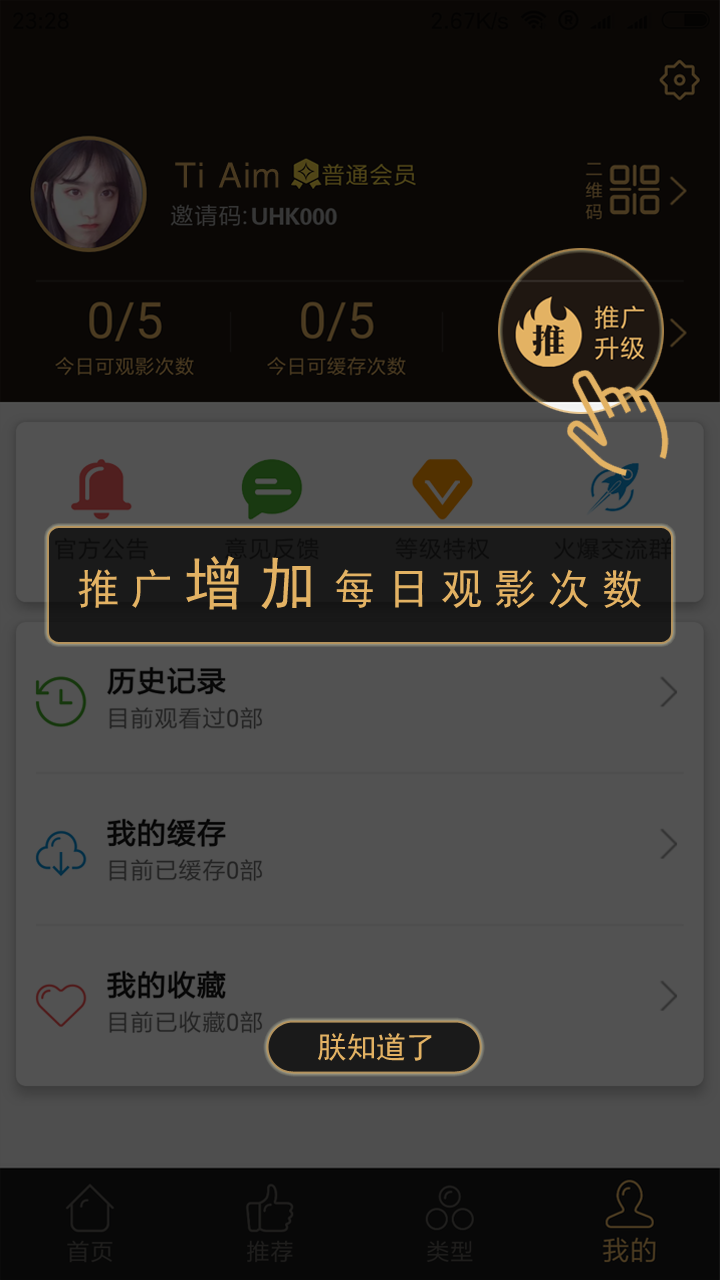 23:28
2.67K/s
Ti Aim 普通会员
邀请码:UHK000
二维码
0/5
今日可观影次数
0/5
今日可缓存次数
推
推广
升级
官方公告
意见反馈
等级特权
火爆交流群
推广增加每日观影次数
历史记录
目前观看过0部
我的缓存
目前已缓存0部
我的收藏
目前已收藏0部
朕知道了
首页
推荐
类型
我的